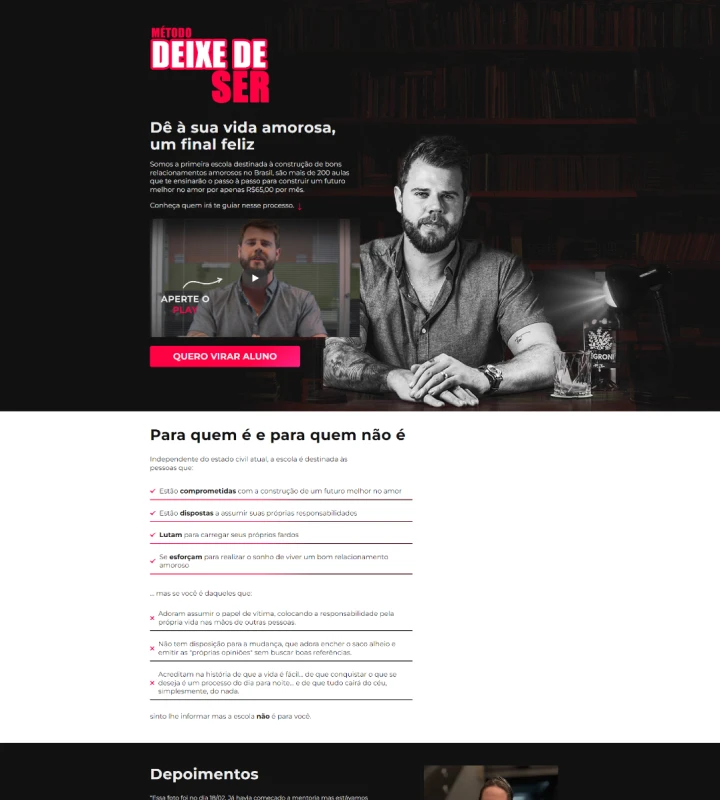 MÉTODO
DEIXE DE
SER
Dê à sua vida amorosa,
um final feliz
Somos a primeira escola destinada à construção de bons
relacionamentos amorosos no Brasil, são mais de 200 aulas
que te ensinarão o passo à passo para construir um futuro
melhor no amor por apenas R$65,00 por mês.
Conheça quem irá te guiar nesse processo. ↓
APERTE O
PLAY
QUERO VIRAR ALUNO
Para quem é e para quem não é
Independente do estado civil atual, a escola é destinada às
pessoas que:
Estão comprometidas com a construção de um futuro melhor no amor
Estão dispostas a assumir suas próprias responsabilidades
Lutam para carregar seus próprios fardos
Se esforçam para realizar o sonho de viver um bom relacionamento
amoroso
... mas se você é daqueles que:
Adoram assumir o papel de vítima, colocando a responsabilidade pela
própria vida nas mãos de outras pessoas.
Não tem disposição para a mudança, que adora encher o saco alheio e
emitir as "próprias opiniões" sem buscar boas referências.
Acreditam na história de que a vida é fácil... de que conquistar o que se
deseja é um processo do dia para noite... e de que tudo cairá do céu,
simplesmente, do nada.
sinto lhe informar mas a escola não é para você.
Depoimentos
"Essa foto foi no dia 18/02. Já havia começado a mentoria mas estávamos